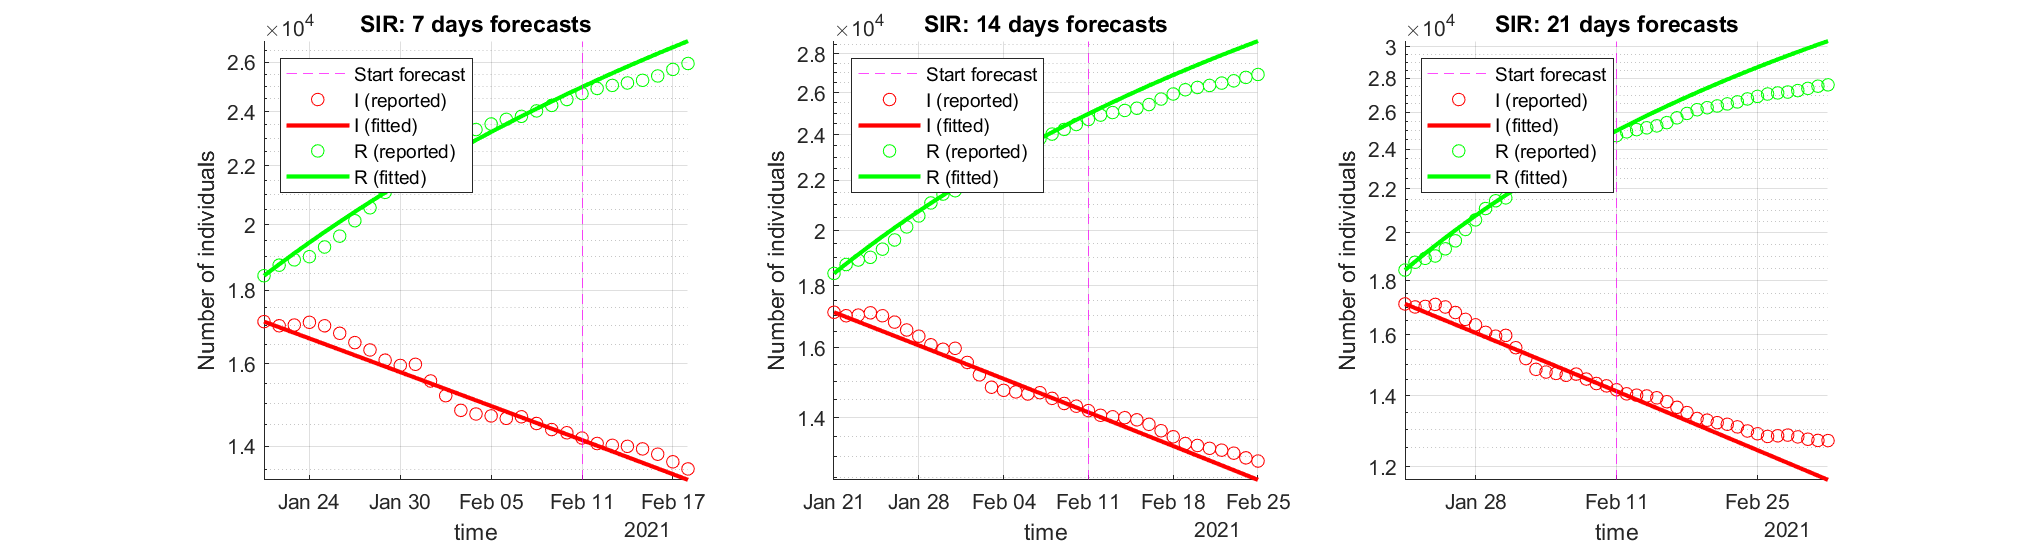 SIR: 7 days forecasts
×10⁴
2.6
2.4
2.2
2
1.8
1.6
1.4
Number of individuals
Start forecast
I (reported)
I (fitted)
R (reported)
R (fitted)
Jan 24
Jan 30
Feb 05
Feb 11
Feb 17
time
2021
SIR: 14 days forecasts
×10⁴
2.8
2.6
2.4
2.2
2
1.8
1.6
1.4
Number of individuals
Start forecast
I (reported)
I (fitted)
R (reported)
R (fitted)
Jan 21
Jan 28
Feb 04
Feb 11
Feb 18
Feb 25
time
2021
SIR: 21 days forecasts
×10⁴
3
2.8
2.6
2.4
2.2
2
1.8
1.6
1.4
1.2
Number of individuals
Start forecast
I (reported)
I (fitted)
R (reported)
R (fitted)
Jan 28
Feb 11
Feb 25
time
2021